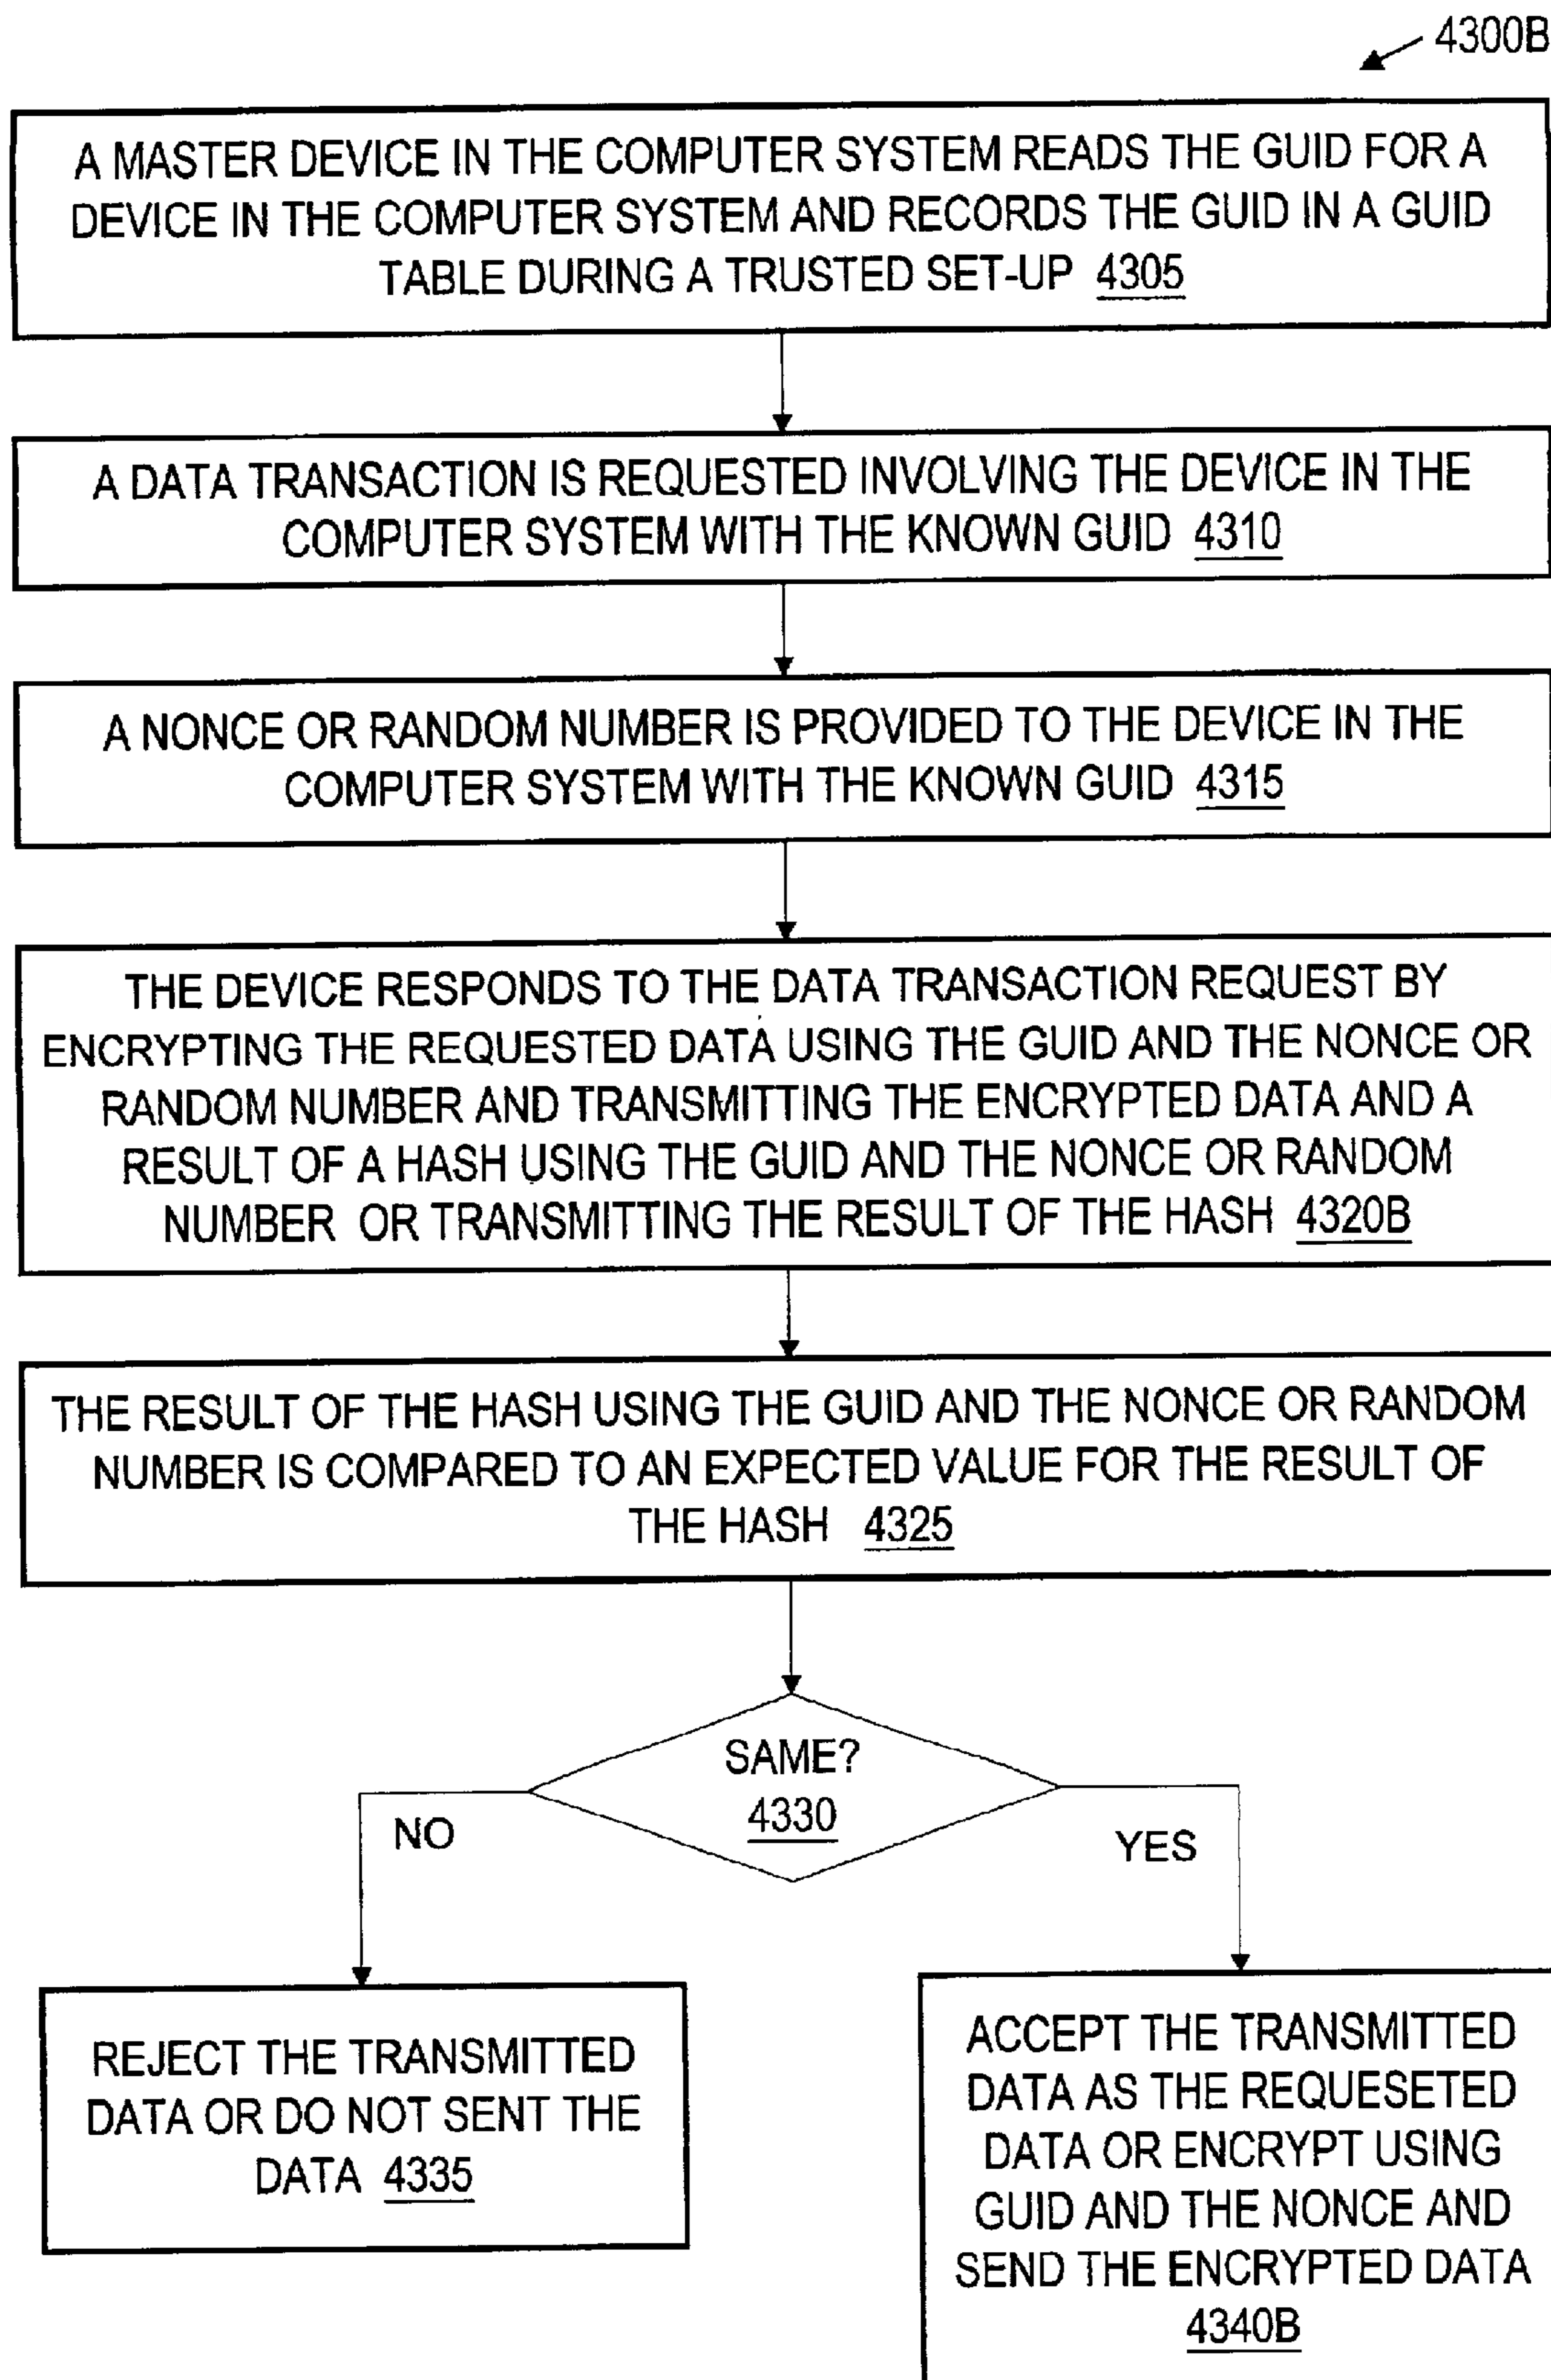 4300B
A MASTER DEVICE IN THE COMPUTER SYSTEM READS THE GUID FOR A
DEVICE IN THE COMPUTER SYSTEM AND RECORDS THE GUID IN A GUID
TABLE DURING A TRUSTED SET-UP 4305
A DATA TRANSACTION IS REQUESTED INVOLVING THE DEVICE IN THE
COMPUTER SYSTEM WITH THE KNOWN GUID 4310
A NONCE OR RANDOM NUMBER IS PROVIDED TO THE DEVICE IN THE
COMPUTER SYSTEM WITH THE KNOWN GUID 4315
THE DEVICE RESPONDS TO THE DATA TRANSACTION REQUEST BY
ENCRYPTING THE REQUESTED DATA USING THE GUID AND THE NONCE OR
RANDOM NUMBER AND TRANSMITTING THE ENCRYPTED DATA AND A
RESULT OF A HASH USING THE GUID AND THE NONCE OR RANDOM
NUMBER OR TRANSMITTING THE RESULT OF THE HASH 4320B
THE RESULT OF THE HASH USING THE GUID AND THE NONCE OR RANDOM
NUMBER IS COMPARED TO AN EXPECTED VALUE FOR THE RESULT OF
THE HASH 4325
SAME?
4330
NO
YES
REJECT THE TRANSMITTED
DATA OR DO NOT SENT THE
DATA 4335
ACCEPT THE TRANSMITTED
DATA AS THE REQUESETED
DATA OR ENCRYPT USING
GUID AND THE NONCE AND
SEND THE ENCRYPTED DATA
4340B